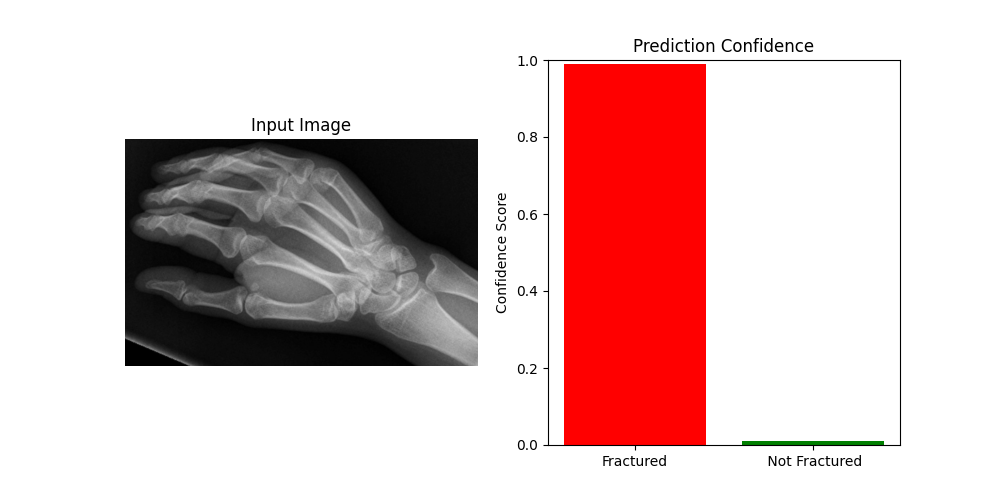 Input Image
Prediction Confidence
Confidence Score
1.0
0.8
0.6
0.4
0.2
0.0
Fractured
Not Fractured